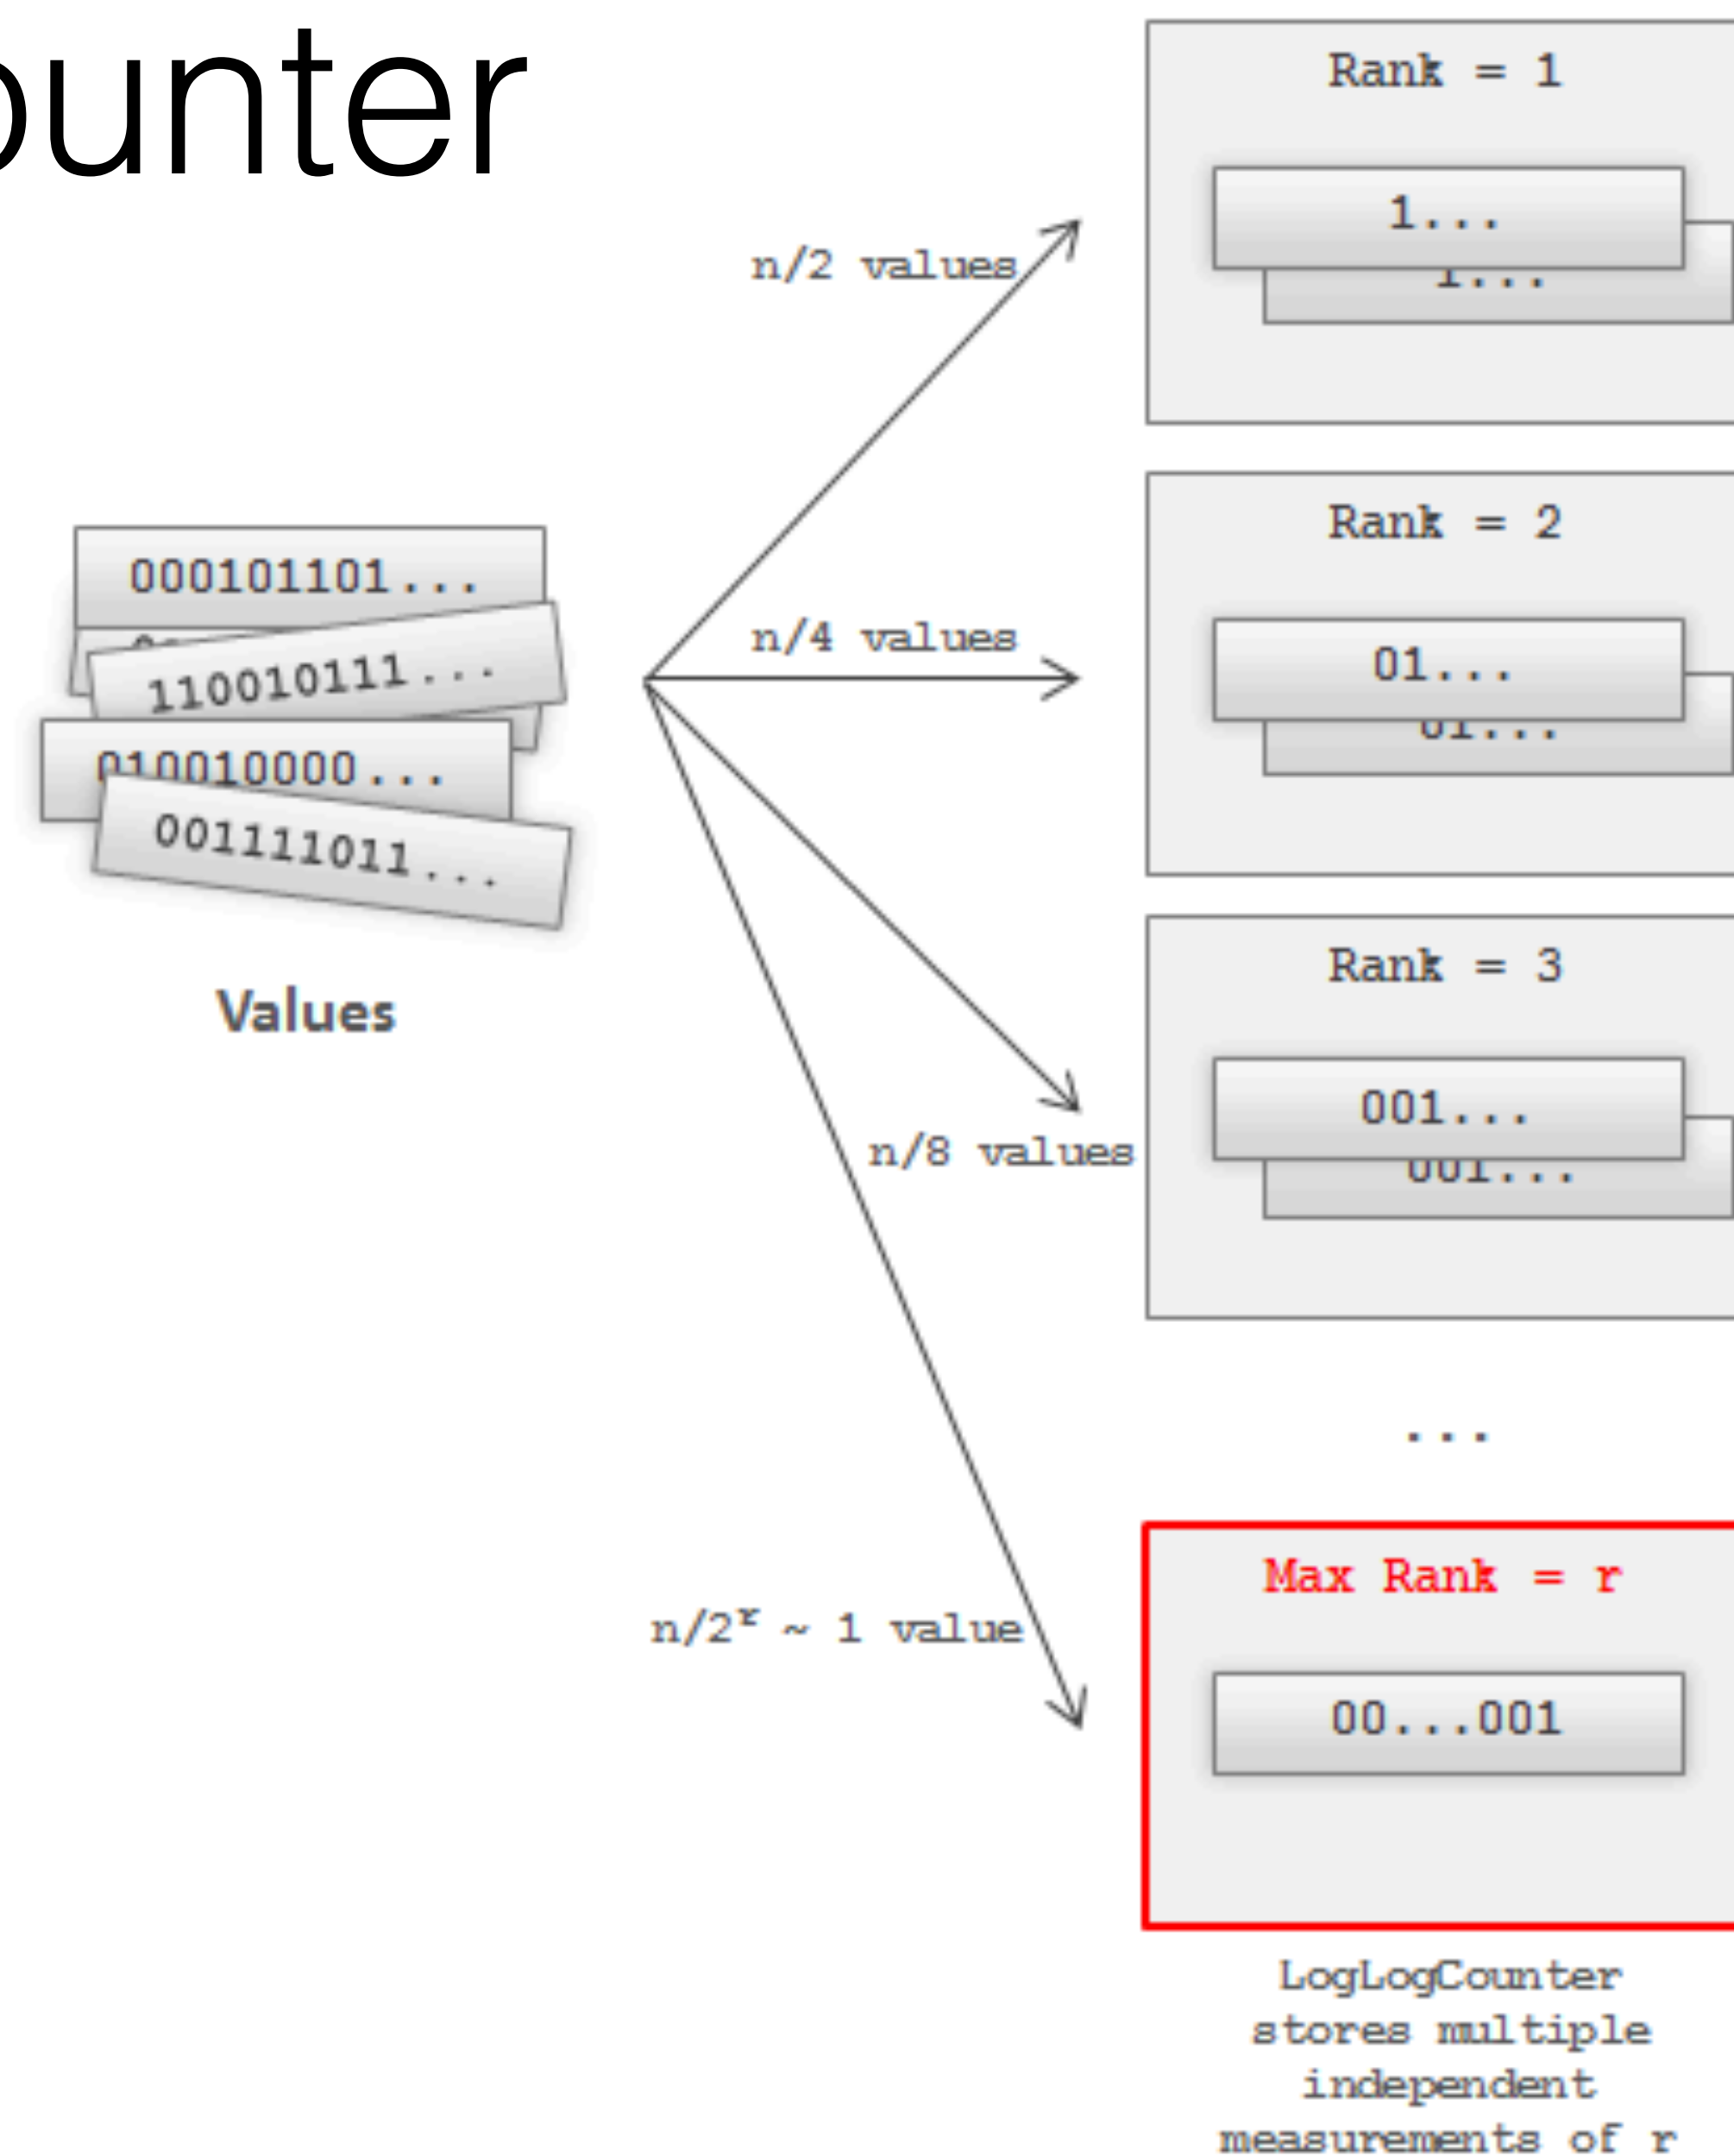 ounter
Rank = 1
1...
1...
n/2 values
Rank = 2
01...
01...
n/4 values
000101101...
110010111...
010010000...
001111011...
Values
Rank = 3
001...
001...
n/8 values
...
Max Rank = r
00...001
n/2ʳ ~ 1 value
LogLogCounter
stores multiple
independent
measurements of r